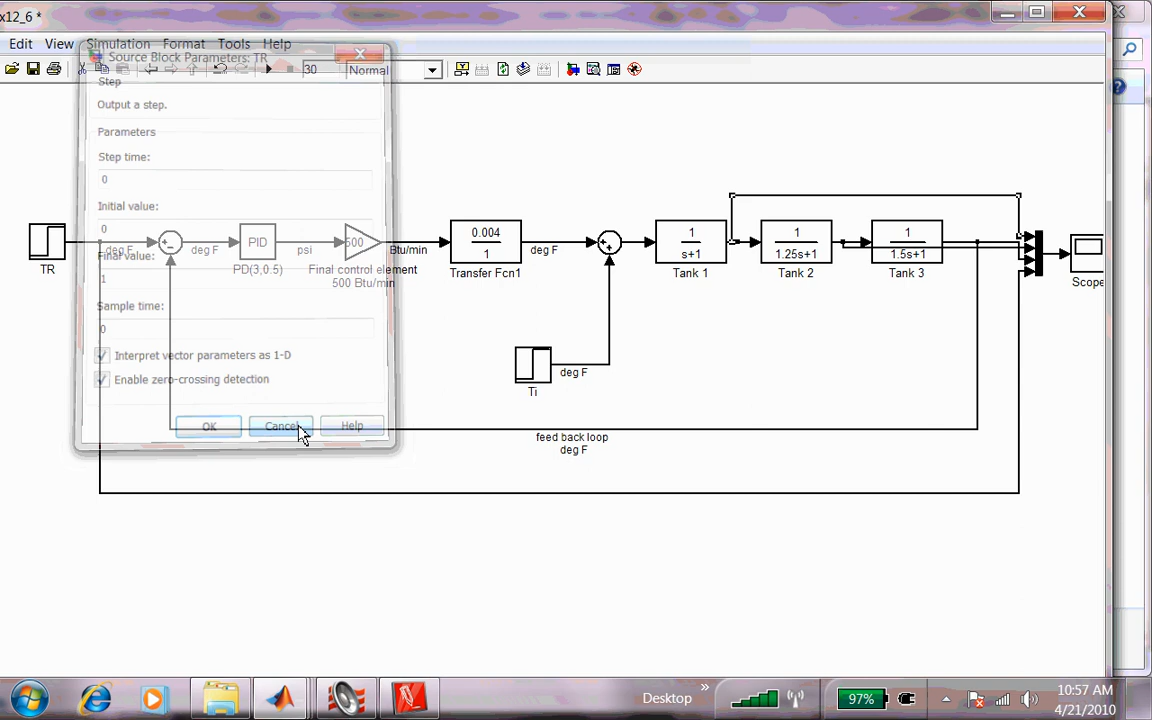 x12_6 *
Edit View Simulation Format Tools Help
Source Block Parameters: TR
30 Normal
Step
Output a step.
Parameters
Step time:
0
Initial value:
0
Final value:
1
Sample time:
0
Interpret vector parameters as 1-D
Enable zero-crossing detection
OK Cancel Help
TR
deg F
deg F
PID
PD(3,0.5)
psi
500
Final control element
500 Btu/min
Btu/min
0.004
1
Transfer Fcn1
deg F
1
s+1
Tank 1
1
1.25s+1
Tank 2
1
1.5s+1
Tank 3
Scope
Ti
deg F
feed back loop
deg F
Desktop »
97%
10:57 AM
4/21/2010